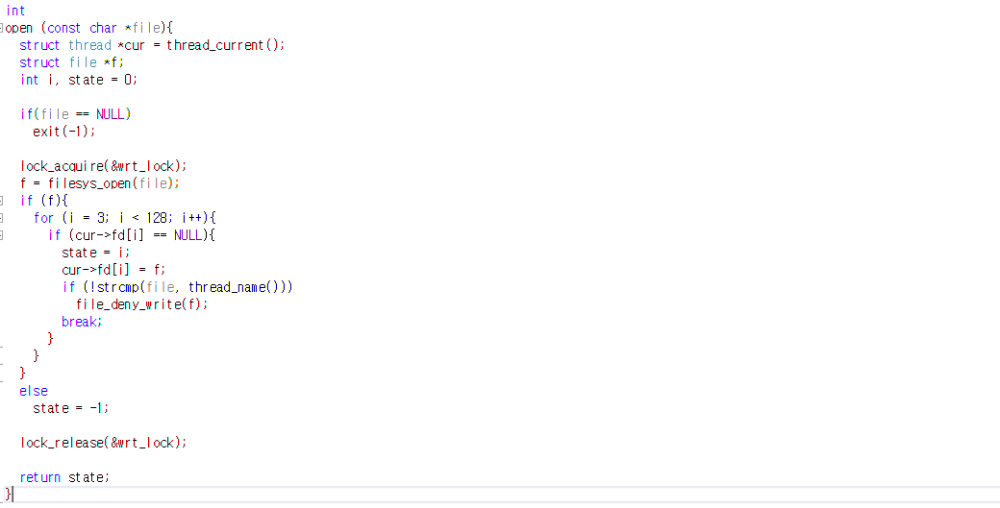 int
open (const char *file){
  struct thread *cur = thread_current();
  struct file *f;
  int i, state = 0;

  if(file == NULL)
    exit(-1);

  lock_acquire(&wrt_lock);
  f = filesys_open(file);
  if (f){
    for (i = 3; i < 128; i++){
      if (cur->fd[i] == NULL){
        state = i;
        cur->fd[i] = f;
        if (!strcmp(file, thread_name()))
          file_deny_write(f);
        break;
      }
    }
  }
  else
    state = -1;

  lock_release(&wrt_lock);

  return state;
}